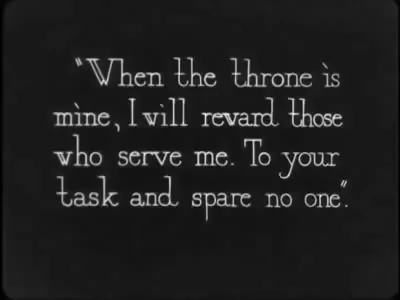 "When the throne is
mine, I will reward those
who serve me. To your
task and spare no one".